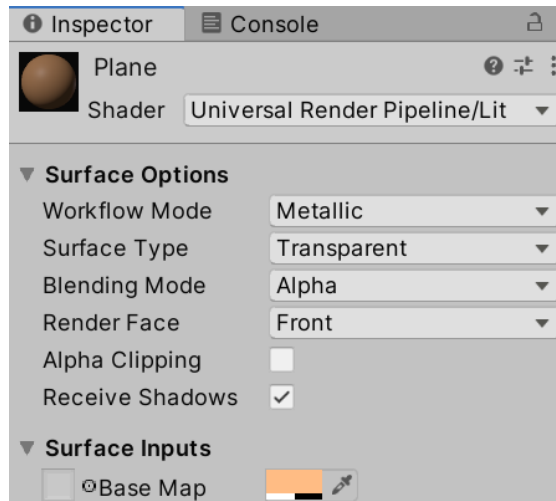 Inspector Console
Plane
Shader Universal Render Pipeline/Lit
Surface Options
Workflow Mode Metallic
Surface Type Transparent
Blending Mode Alpha
Render Face Front
Alpha Clipping
Receive Shadows
Surface Inputs
Base Map